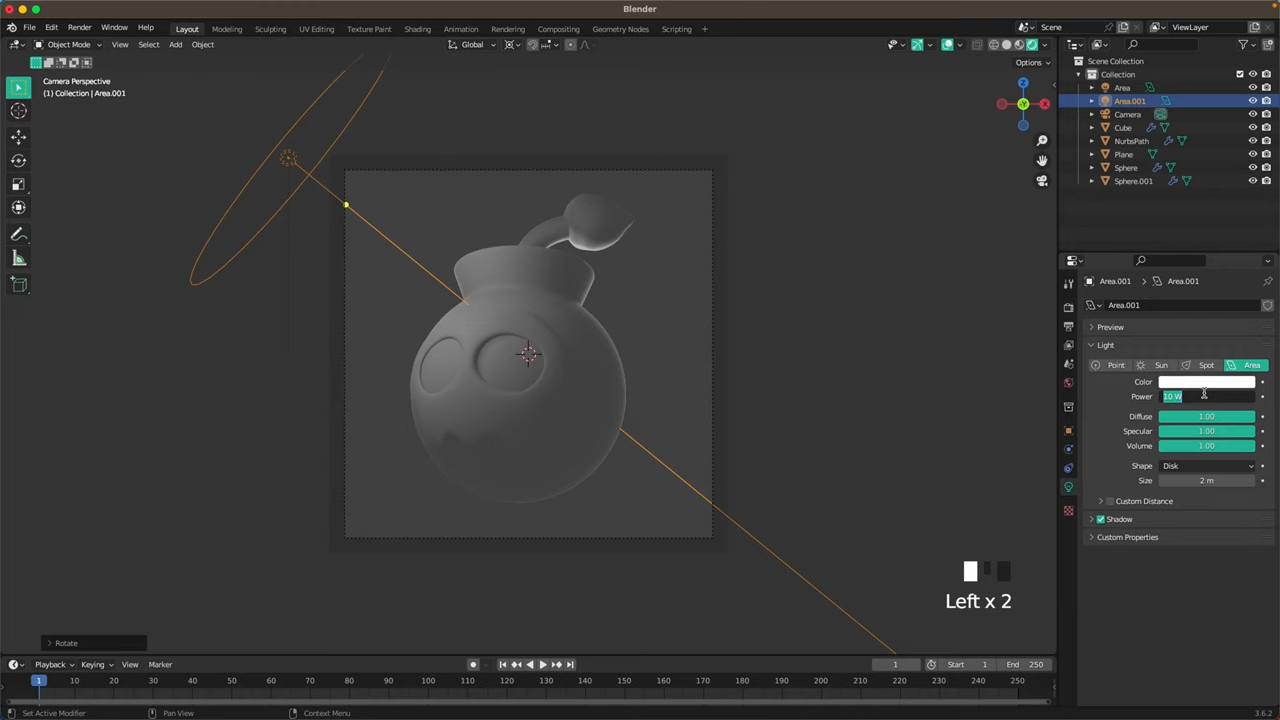 Blender
File Edit Render Window Help Layout Modeling Sculpting UV Editing Texture Paint Shading Animation Rendering Compositing Geometry Nodes Scripting + Scene ViewLayer
Object Mode View Select Add Object Global
Options
Camera Perspective
(1) Collection | Area.001
Z
Y
X
Scene Collection
Collection
Area
Area.001
Camera
Cube
NurbsPath
Plane
Sphere
Sphere.001
Area.001 > Area.001
Area.001
Preview
Light
Point Sun Spot Area
Color
Power 10 W
Diffuse 1.00
Specular 1.00
Volume 1.00
Shape Disk
Size 2 m
Custom Distance
Shadow
Custom Properties
Left x 2
Rotate
Playback Keying View Marker 1 Start 1 End 250
1 10 20 30 40 50 60 70 80 90 100 110 120 130 140 150 160 170 180 190 200 210 220 230 240 250
Set Active Modifier Pan View Context Menu 3.6.2